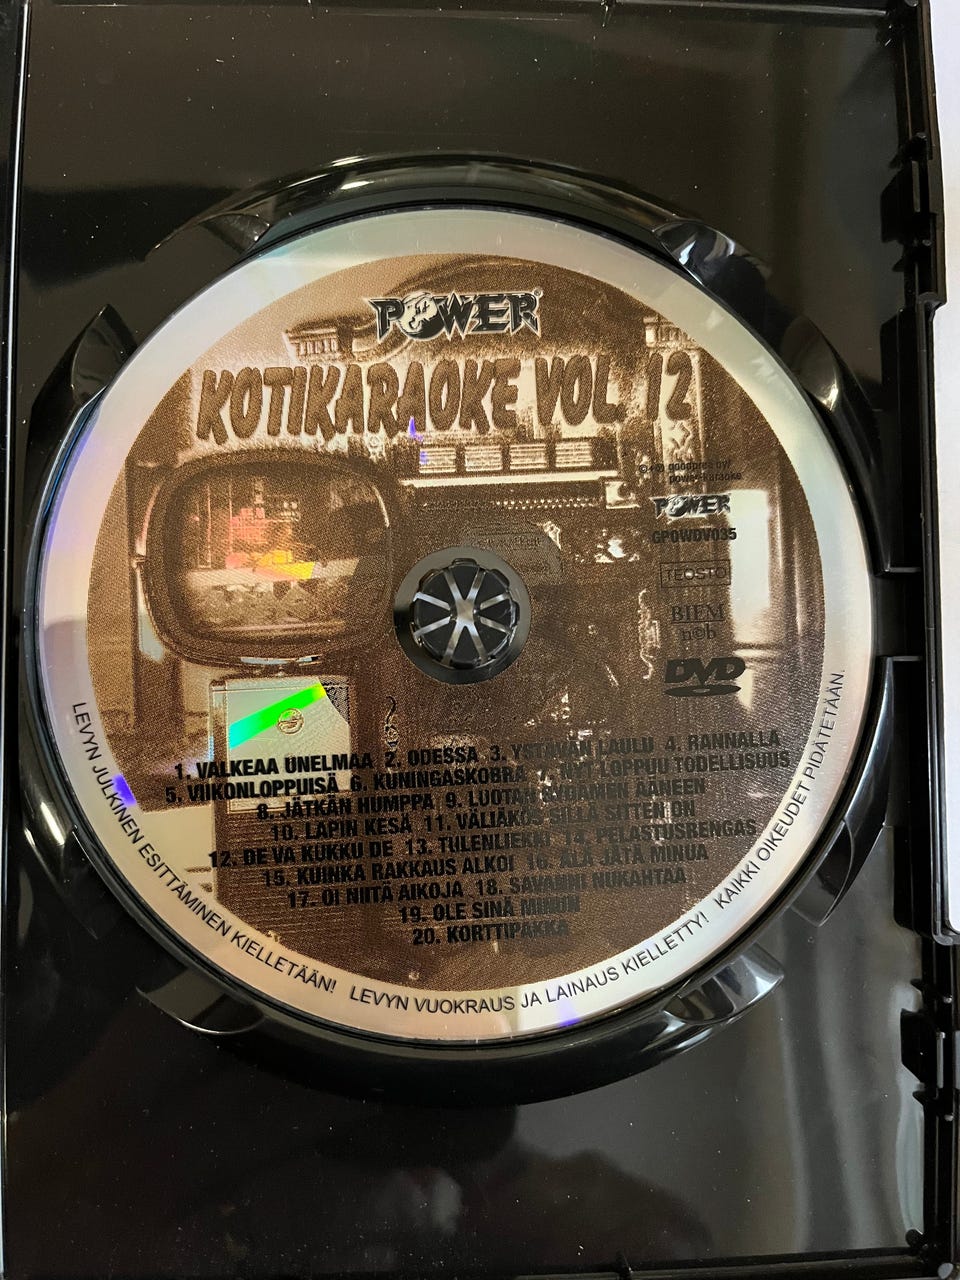 POWER
KOTIKARAOKE VOL. 12
goodpres oy/
power-karaoke
POWER
GPOWDV035
TEOSTO
BIEM
n©b
DVD
1. VALKEAA UNELMAA 2. ODESSA 3. YSTÄVÄN LAULU 4. RANNALLA
5. VIIKONLOPPUISÄ 6. KUNINGASKOBRA 7. NYT LOPPUU TODELLISUUS
8. JÄTKÄN HUMPPA 9. LUOTAN SYDÄMEN ÄÄNEEN
10. LAPIN KESÄ 11. VÄLIÄKÖS SILLÄ SITTEN ON
12. DE VA KUKKU DE 13. TULENLIEKKI 14. PELASTUSRENGAS
15. KUINKA RAKKAUS ALKOI 16. ÄLÄ JÄTÄ MINUA
17. OI NIITÄ AIKOJA 18. SAVANNI NUKAHTAA
19. OLE SINÄ MINUN
20. KORTTIPAKKA
LEVYN JULKINEN ESITTÄMINEN KIELLETÄÄN! LEVYN VUOKRAUS JA LAINAUS KIELLETTY! KAIKKI OIKEUDET PIDÄTETÄÄN.